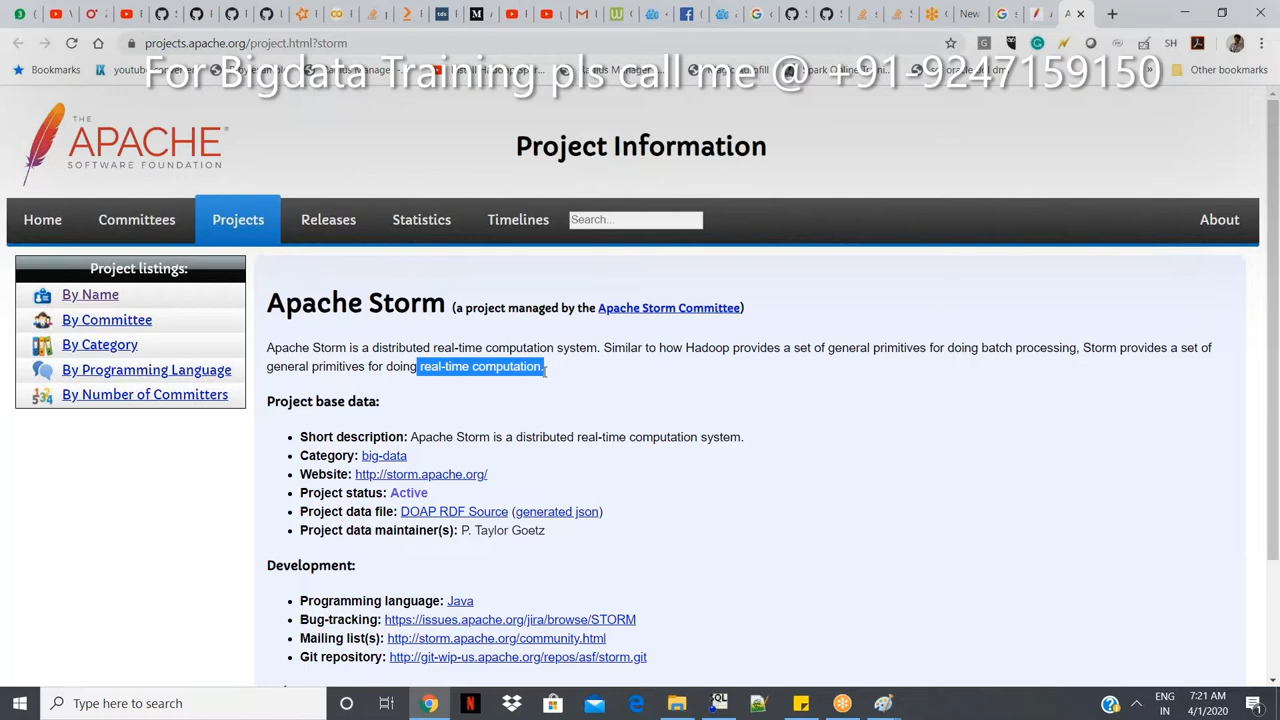 projects.apache.org/project.html?storm
Bookmarks
Other bookmarks
For Bigdata Training pls call me @ +91-9247159150
THE
APACHE
SOFTWARE FOUNDATION
Project Information
Home Committees Projects Releases Statistics Timelines Search... About
Project listings:
By Name
By Committee
By Category
By Programming Language
By Number of Committers
Apache Storm (a project managed by the Apache Storm Committee)
Apache Storm is a distributed real-time computation system. Similar to how Hadoop provides a set of general primitives for doing batch processing, Storm provides a set of
general primitives for doing real-time computation.
Project base data:
Short description: Apache Storm is a distributed real-time computation system.
Category: big-data
Website: http://storm.apache.org/
Project status: Active
Project data file: DOAP RDF Source (generated json)
Project data maintainer(s): P. Taylor Goetz
Development:
Programming language: Java
Bug-tracking: https://issues.apache.org/jira/browse/STORM
Mailing list(s): http://storm.apache.org/community.html
Git repository: http://git-wip-us.apache.org/repos/asf/storm.git
Type here to search
ENG
IN
7:21 AM
4/1/2020